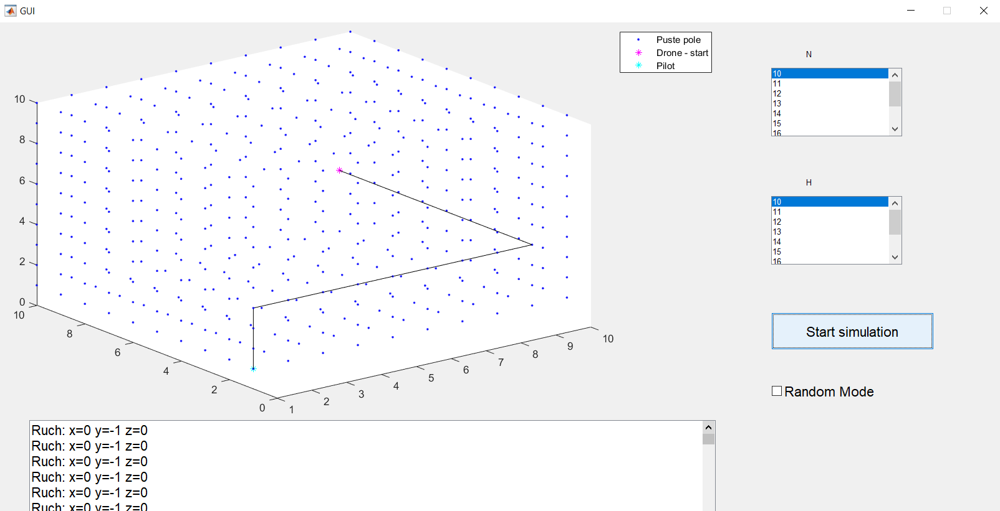 GUI
Puste pole
Drone - start
Pilot
N
10
11
12
13
14
15
16
H
10
11
12
13
14
15
16
10
8
6
4
2
0
10
8
6
4
2
0
1
2
3
4
5
6
7
8
9
10
Start simulation
Random Mode
Ruch: x=0 y=-1 z=0
Ruch: x=0 y=-1 z=0
Ruch: x=0 y=-1 z=0
Ruch: x=0 y=-1 z=0
Ruch: x=0 y=-1 z=0
Ruch: x=0 y=-1 z=0